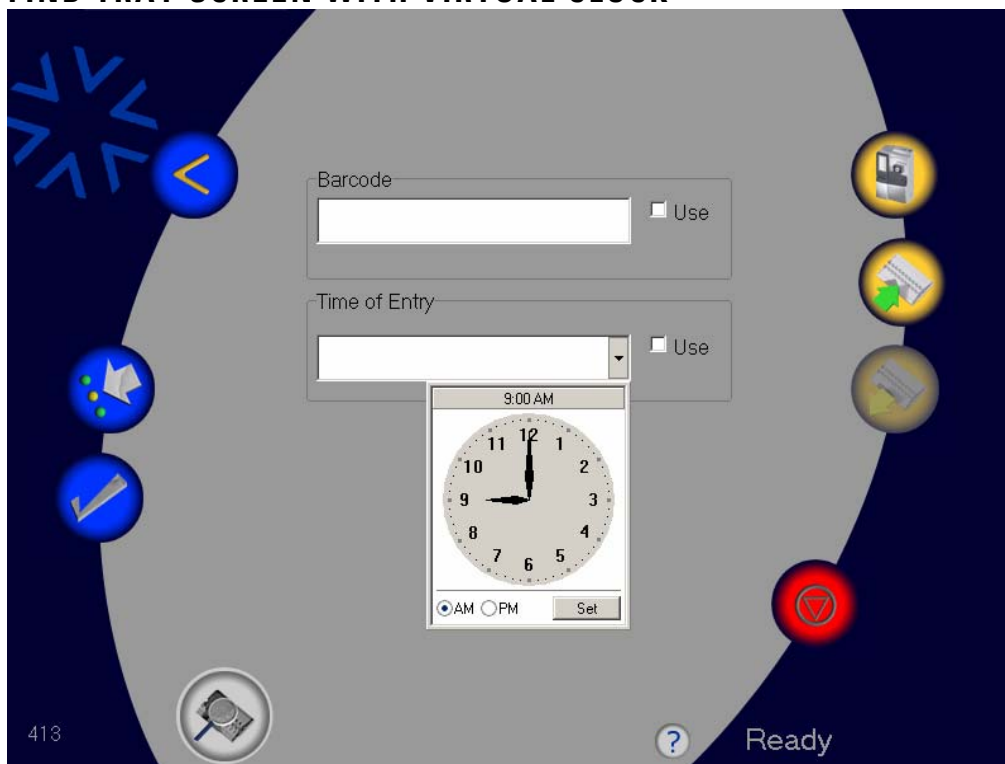 FIND TRAY SCREEN WITH VIRTUAL CLOCK
Barcode
Use
Time of Entry
Use
9:00 AM
12
11 1
10 2
9 3
8 4
7 5
6
AM PM Set
413
? Ready